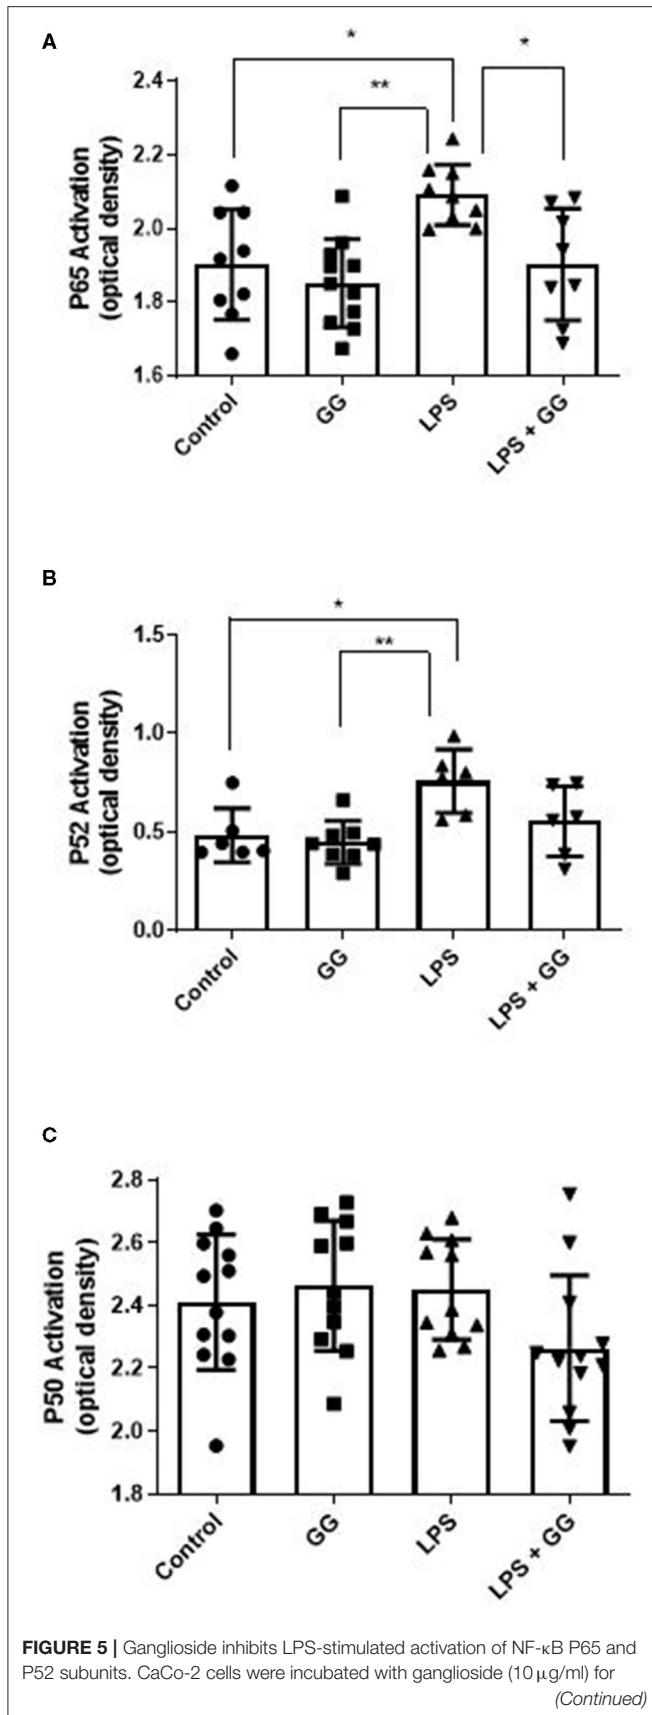 A
*
*
**
2.4
2.2
2.0
1.8
1.6
P65 Activation
(optical density)
Control
GG
LPS
LPS + GG
B
*
**
1.5
1.0
0.5
0.0
P52 Activation
(optical density)
Control
GG
LPS
LPS + GG
C
2.8
2.6
2.4
2.2
2.0
1.8
P50 Activation
(optical density)
Control
GG
LPS
LPS + GG
FIGURE 5 | Ganglioside inhibits LPS-stimulated activation of NF-κB P65 and
P52 subunits. CaCo-2 cells were incubated with ganglioside (10 μg/ml) for
(Continued)